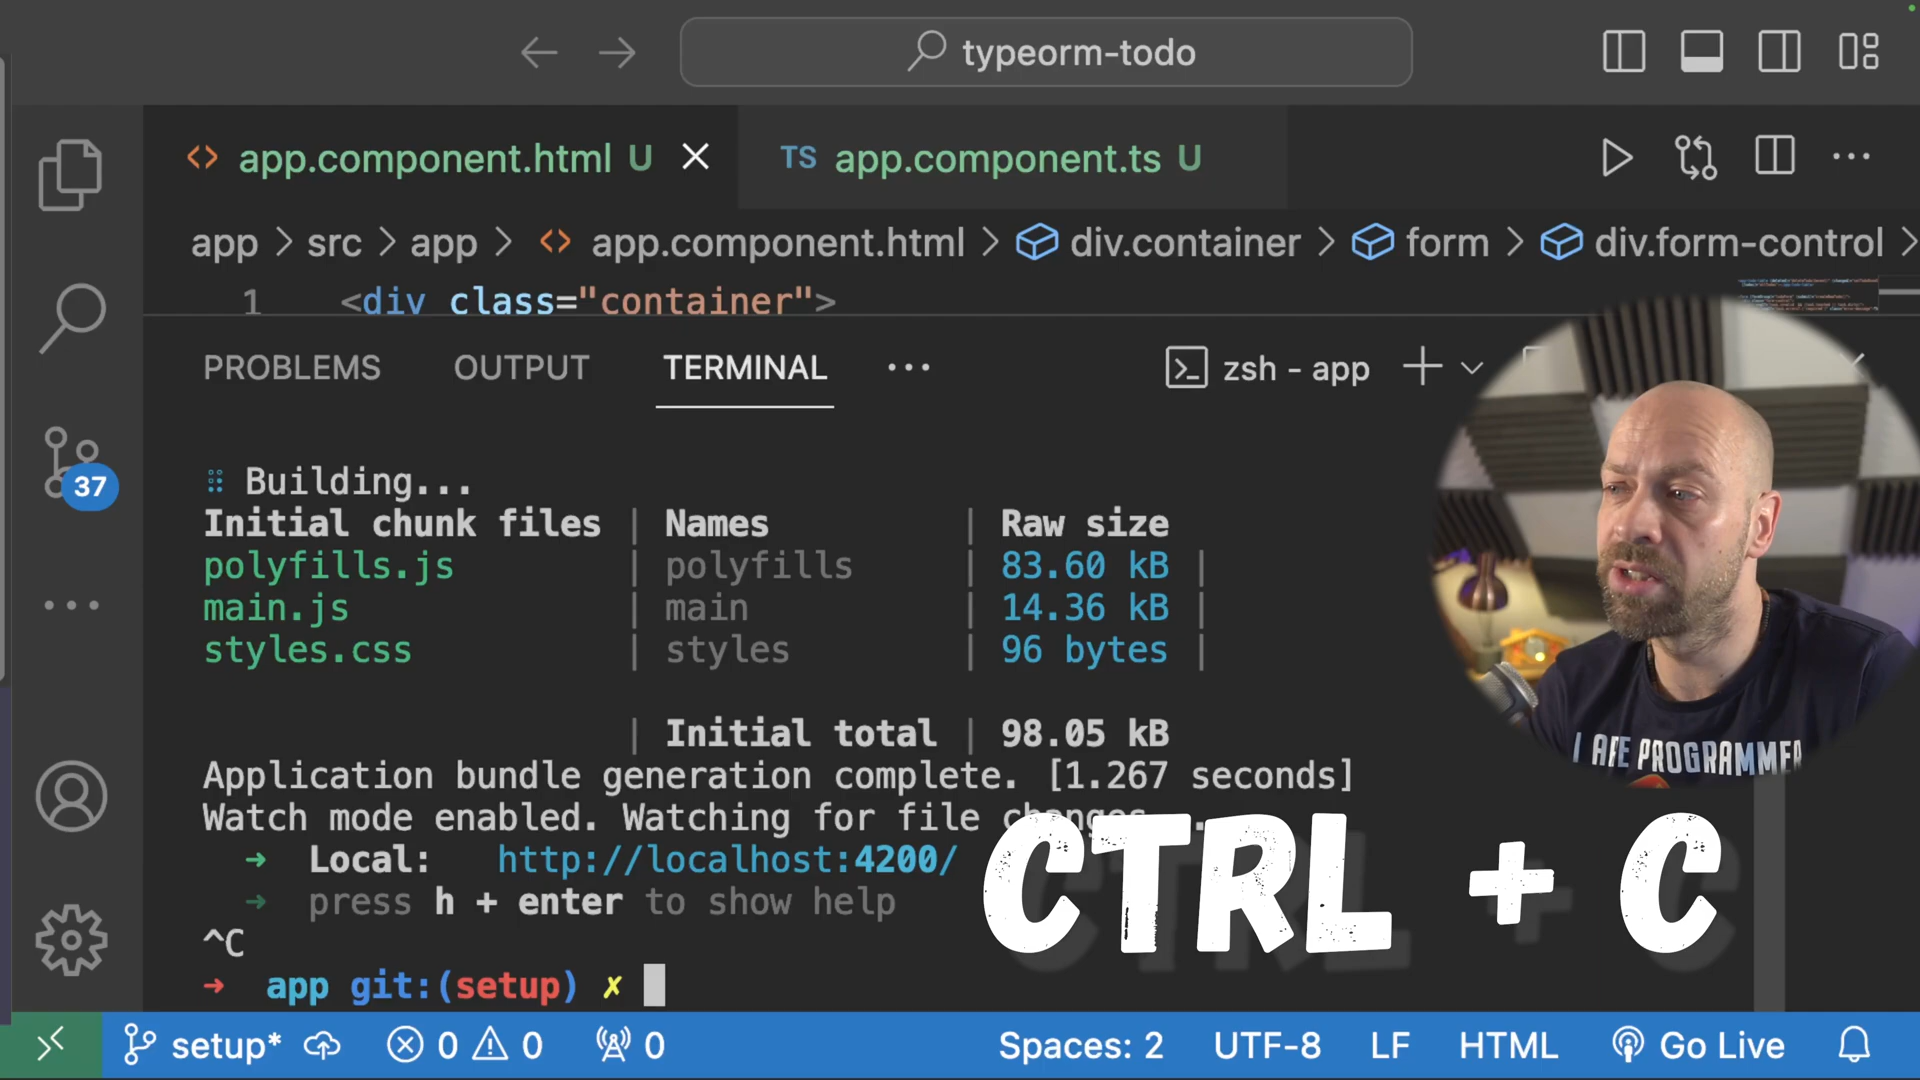 typeorm-todo
app.component.html U
TS app.component.ts U
app > src > app > app.component.html > div.container > form > div.form-control >
1 <div class="container">
PROBLEMS OUTPUT TERMINAL ... zsh - app
37
Building...
Initial chunk files | Names | Raw size
polyfills.js | polyfills | 83.60 kB |
main.js | main | 14.36 kB |
styles.css | styles | 96 bytes |
| Initial total | 98.05 kB
Application bundle generation complete. [1.267 seconds]
Watch mode enabled. Watching for file changes...
➜ Local: http://localhost:4200/
➜ press h + enter to show help
^C
➜ app git:(setup) ✗
CTRL + C
I ARE PROGRAMMER
setup* 0 0 0 Spaces: 2 UTF-8 LF HTML Go Live